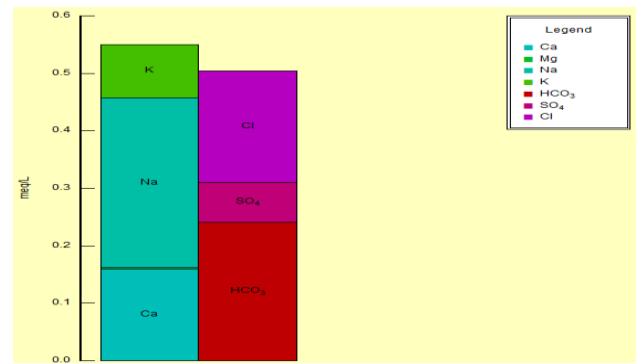 0.6
0.5
0.4
0.3
0.2
0.1
0.0
meq/L
K
Na
Ca
Cl
SO₄
HCO₃
Legend
Ca
Mg
Na
K
HCO₃
SO₄
Cl